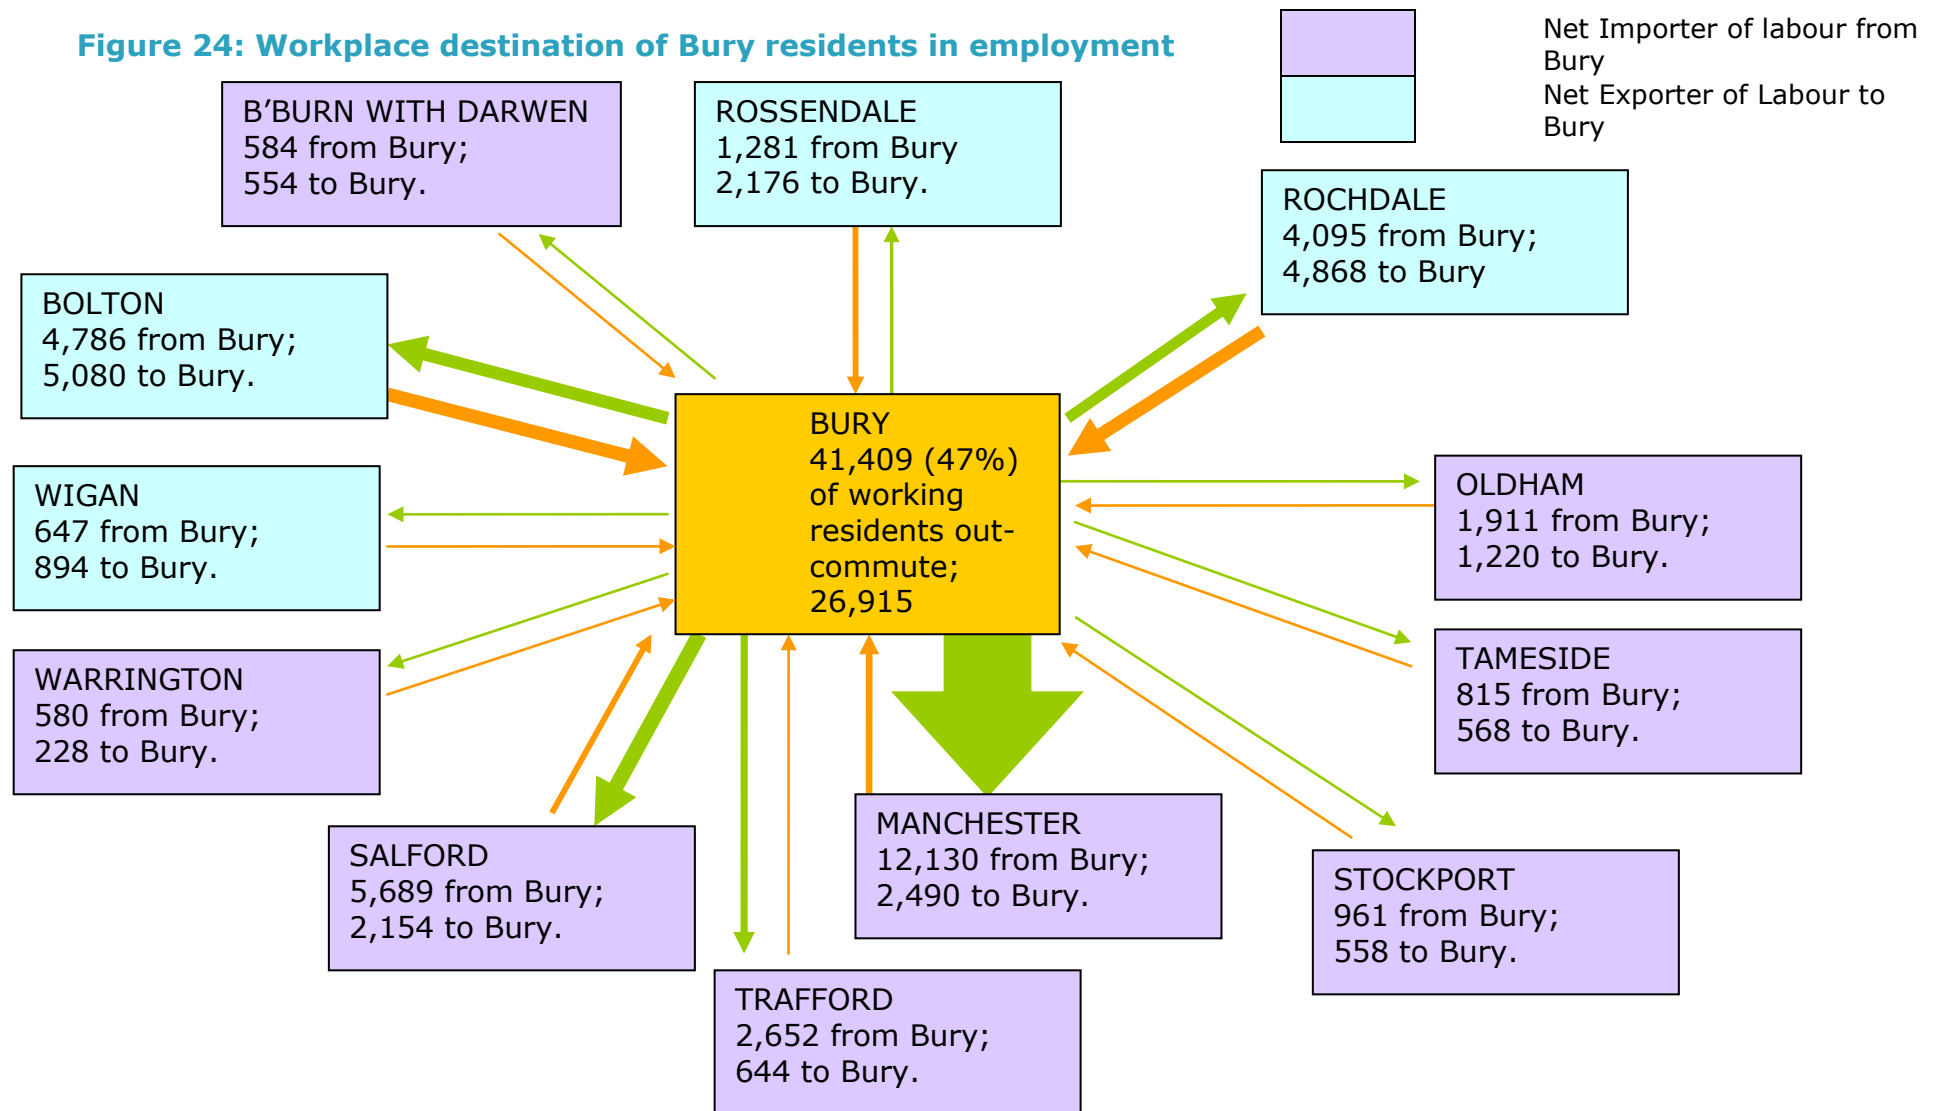 Figure 24: Workplace destination of Bury residents in employment
Net Importer of labour from
Bury
Net Exporter of Labour to
Bury
B’BURN WITH DARWEN
584 from Bury;
554 to Bury.
ROSSENDALE
1,281 from Bury
2,176 to Bury.
ROCHDALE
4,095 from Bury;
4,868 to Bury
BOLTON
4,786 from Bury;
5,080 to Bury.
BURY
41,409 (47%)
of working
residents out-
commute;
26,915
WIGAN
647 from Bury;
894 to Bury.
OLDHAM
1,911 from Bury;
1,220 to Bury.
WARRINGTON
580 from Bury;
228 to Bury.
TAMESIDE
815 from Bury;
568 to Bury.
SALFORD
5,689 from Bury;
2,154 to Bury.
MANCHESTER
12,130 from Bury;
2,490 to Bury.
STOCKPORT
961 from Bury;
558 to Bury.
TRAFFORD
2,652 from Bury;
644 to Bury.